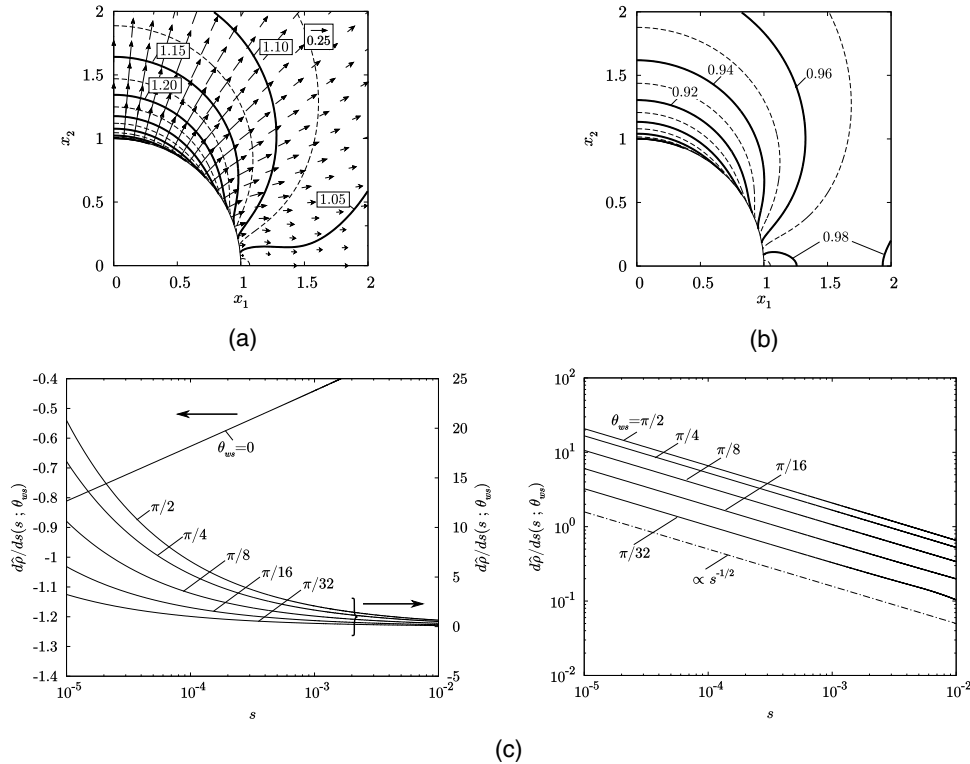 2
1.5
1
0.5
0
x₂
1.15
1.20
1.10
0.25
1.05
0 0.5 1 1.5 2
x₁
(a)
2
1.5
1
0.5
0
x₂
0.94
0.92
0.96
0.98
0 0.5 1 1.5 2
x₁
(b)
-0.4
-0.5
-0.6
-0.7
-0.8
-0.9
-1
-1.1
-1.2
-1.3
-1.4
dρ̂/ds(s ; θ_ws)
θ_ws=0
π/2
π/4
π/8
π/16
π/32
25
20
15
10
5
0
-5
dρ̂/ds(s ; θ_ws)
10⁻⁵ 10⁻⁴ 10⁻³ 10⁻²
s
10²
10¹
10⁰
10⁻¹
10⁻²
dρ̂/ds(s ; θ_ws)
θ_ws=π/2
π/4
π/8
π/16
π/32
∝ s⁻¹/²
10⁻⁵ 10⁻⁴ 10⁻³ 10⁻²
s
(c)